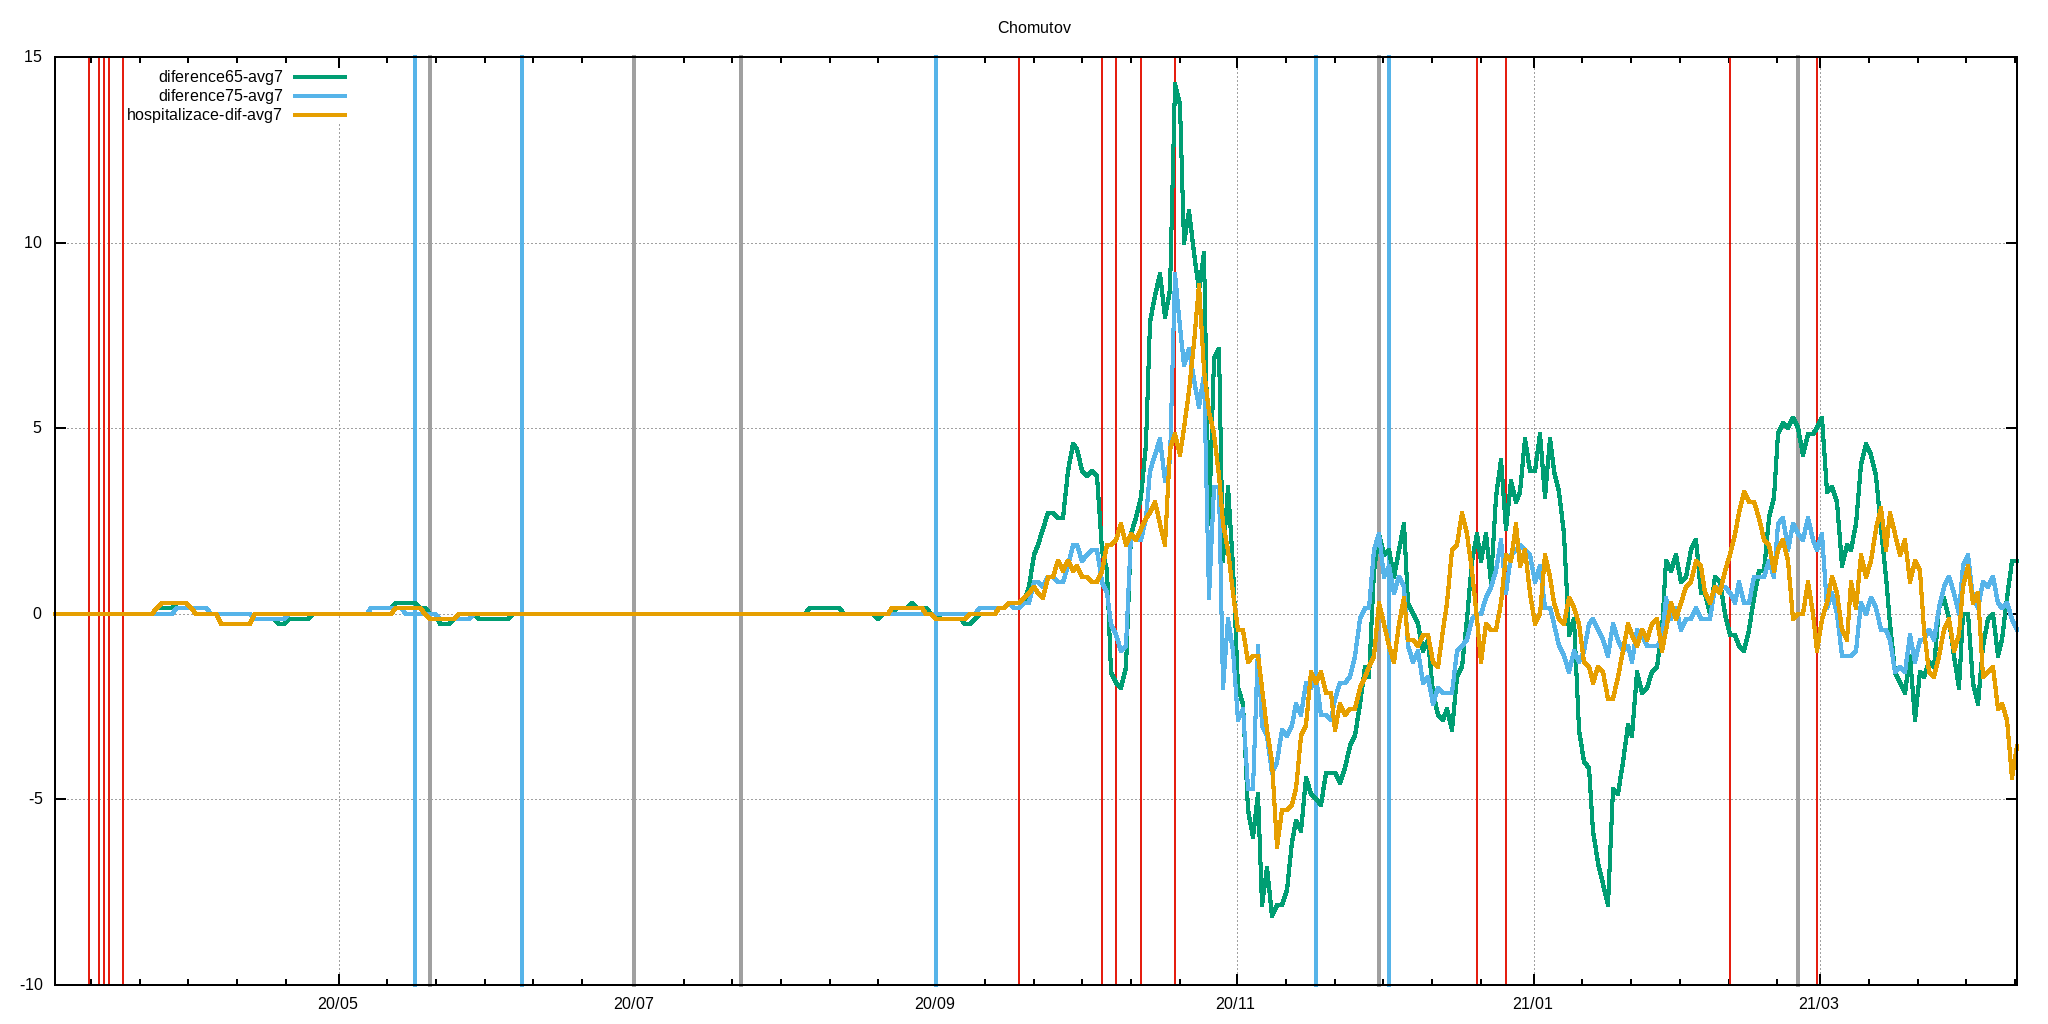 Chomutov
15
diference65-avg7
diference75-avg7
hospitalizace-dif-avg7
10
5
0
-5
-10
20/05 20/07 20/09 20/11 21/01 21/03